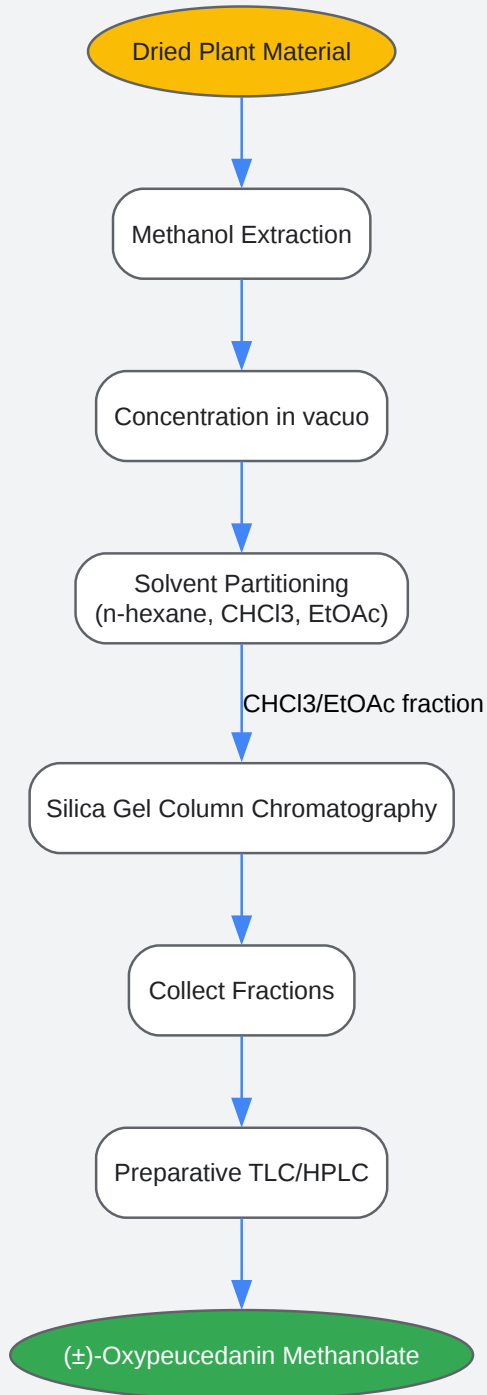 Dried Plant Material
Methanol Extraction
Concentration in vacuo
Solvent Partitioning
(n-hexane, CHCl3, EtOAc)
CHCl3/EtOAc fraction
Silica Gel Column Chromatography
Collect Fractions
Preparative TLC/HPLC
(±)-Oxypeucedanin Methanolate